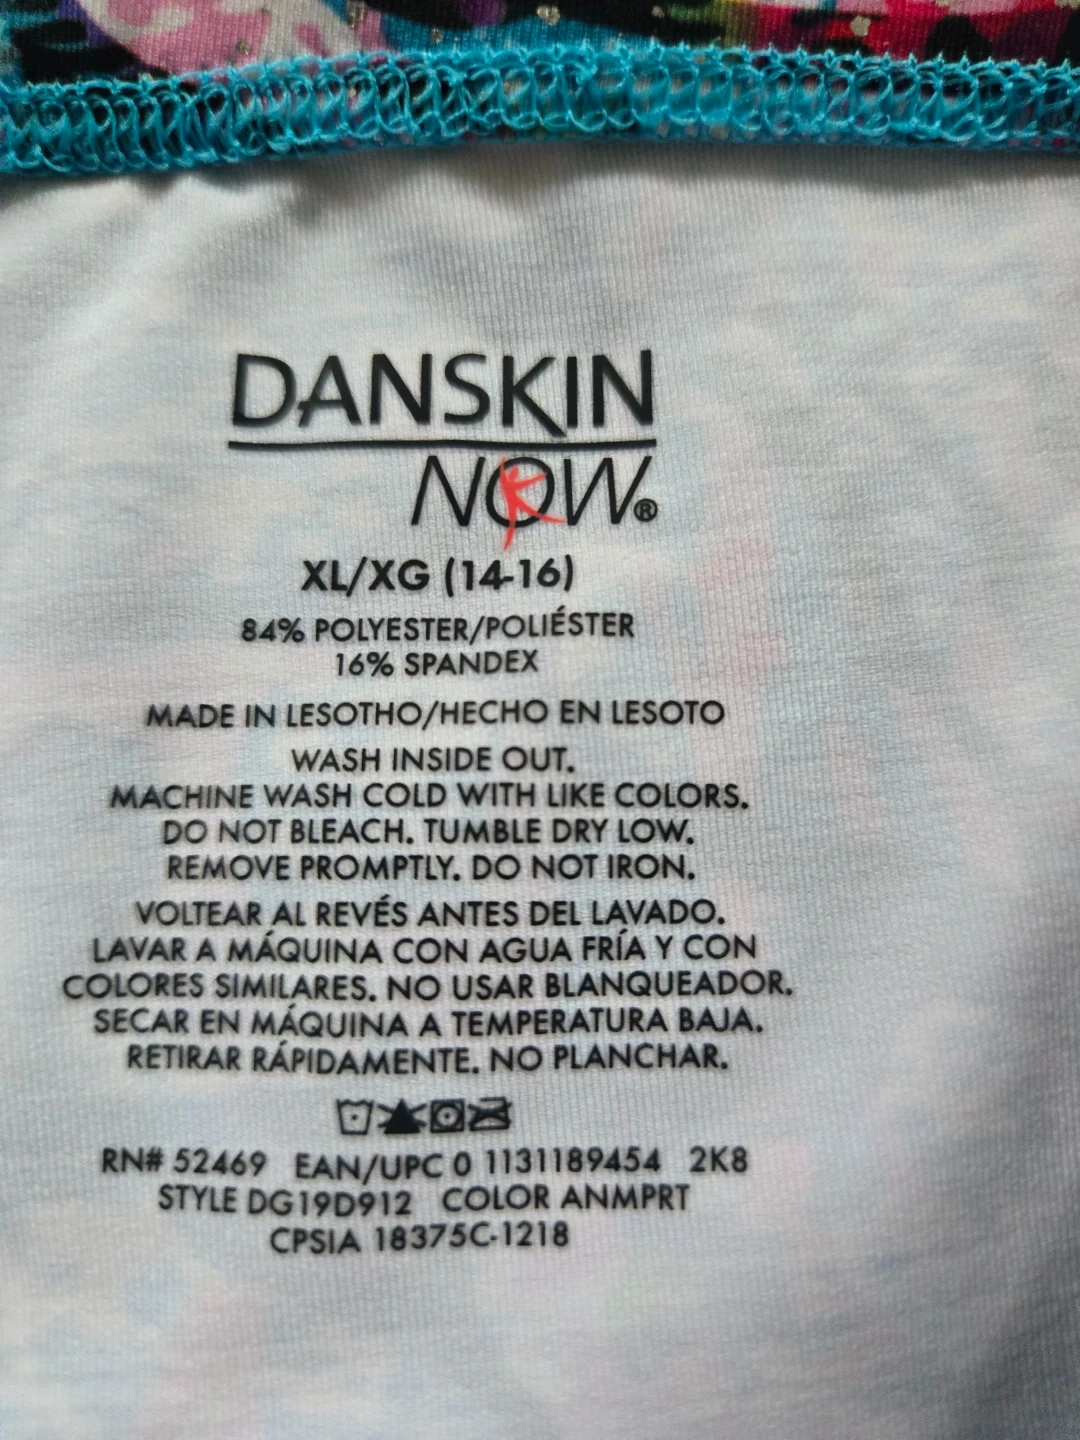 DANSKIN
NOW®
XL/XG (14-16)
84% POLYESTER/POLIÉSTER
16% SPANDEX
MADE IN LESOTHO/HECHO EN LESOTO
WASH INSIDE OUT.
MACHINE WASH COLD WITH LIKE COLORS.
DO NOT BLEACH. TUMBLE DRY LOW.
REMOVE PROMPTLY. DO NOT IRON.
VOLTEAR AL REVÉS ANTES DEL LAVADO.
LAVAR A MÁQUINA CON AGUA FRÍA Y CON
COLORES SIMILARES. NO USAR BLANQUEADOR.
SECAR EN MÁQUINA A TEMPERATURA BAJA.
RETIRAR RÁPIDAMENTE. NO PLANCHAR.
RN# 52469 EAN/UPC 0 1131189454 2K8
STYLE DG19D912 COLOR ANMPRT
CPSIA 18375C-1218